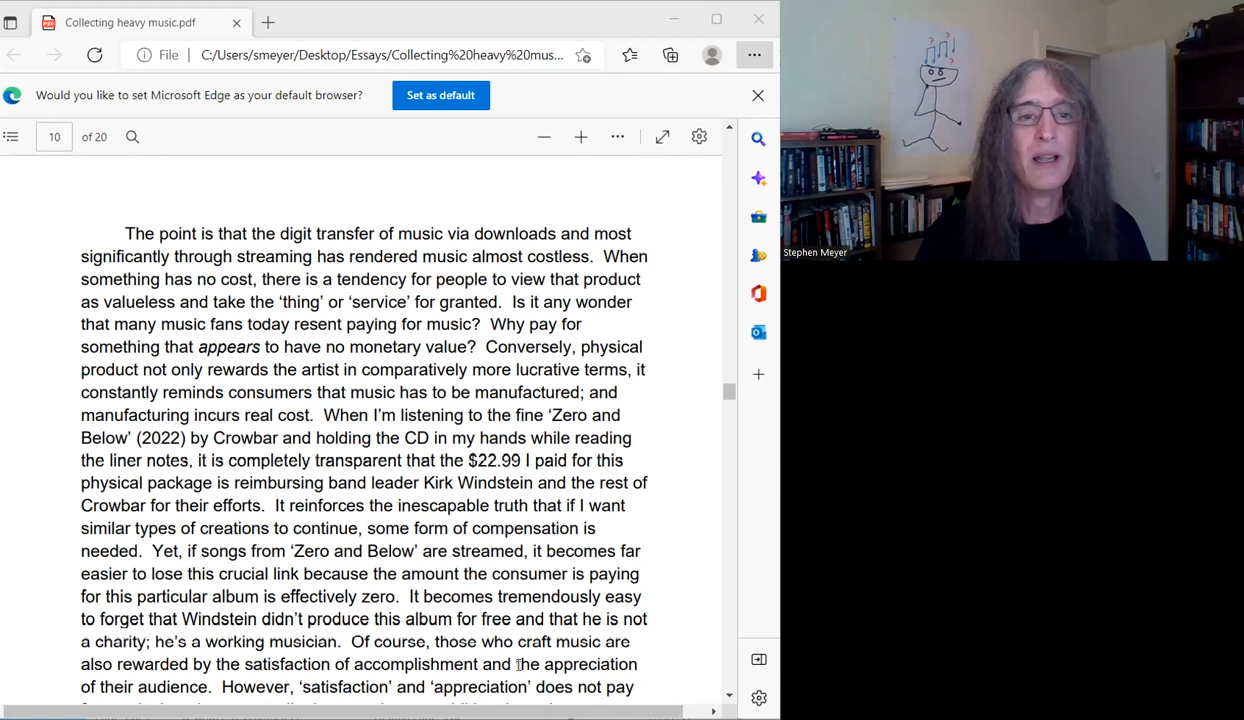 Collecting heavy music.pdf
File
C:/Users/smeyer/Desktop/Essays/Collecting%20heavy%20mus...
Would you like to set Microsoft Edge as your default browser?
Set as default
10
of 20
The point is that the digit transfer of music via downloads and most
significantly through streaming has rendered music almost costless. When
something has no cost, there is a tendency for people to view that product
as valueless and take the ‘thing’ or ‘service’ for granted. Is it any wonder
that many music fans today resent paying for music? Why pay for
something that appears to have no monetary value? Conversely, physical
product not only rewards the artist in comparatively more lucrative terms, it
constantly reminds consumers that music has to be manufactured; and
manufacturing incurs real cost. When I’m listening to the fine ‘Zero and
Below’ (2022) by Crowbar and holding the CD in my hands while reading
the liner notes, it is completely transparent that the $22.99 I paid for this
physical package is reimbursing band leader Kirk Windstein and the rest of
Crowbar for their efforts. It reinforces the inescapable truth that if I want
similar types of creations to continue, some form of compensation is
needed. Yet, if songs from ‘Zero and Below’ are streamed, it becomes far
easier to lose this crucial link because the amount the consumer is paying
for this particular album is effectively zero. It becomes tremendously easy
to forget that Windstein didn’t produce this album for free and that he is not
a charity; he’s a working musician. Of course, those who craft music are
also rewarded by the satisfaction of accomplishment and the appreciation
of their audience. However, ‘satisfaction’ and ‘appreciation’ does not pay
Stephen Meyer
? ?
?